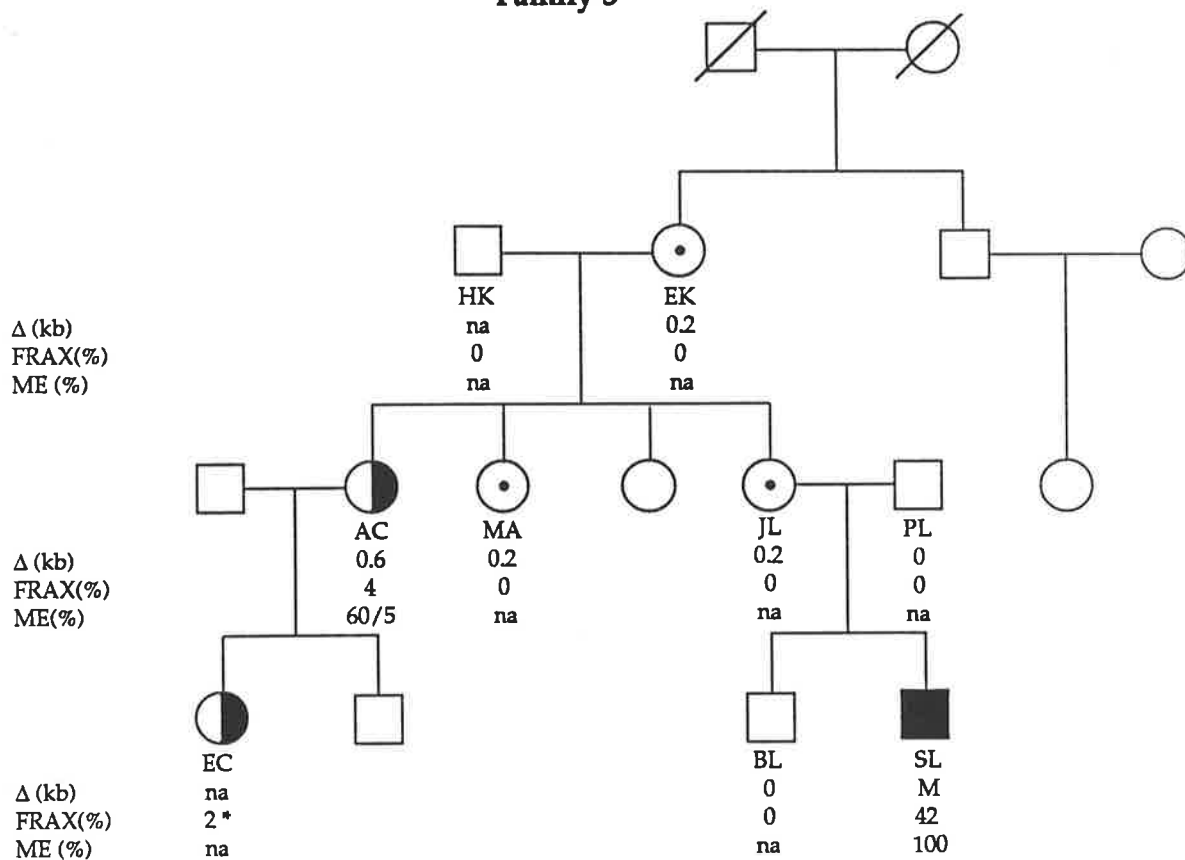 HK EK
Δ (kb) na 0.2
FRAX(%) 0 0
ME (%) na na
AC MA JL PL
Δ (kb) 0.6 0.2 0.2 0
FRAX(%) 4 0 0 0
ME(%) 60/5 na na na
EC BL SL
Δ (kb) na 0 M
FRAX(%) 2* 0 42
ME (%) na na 100